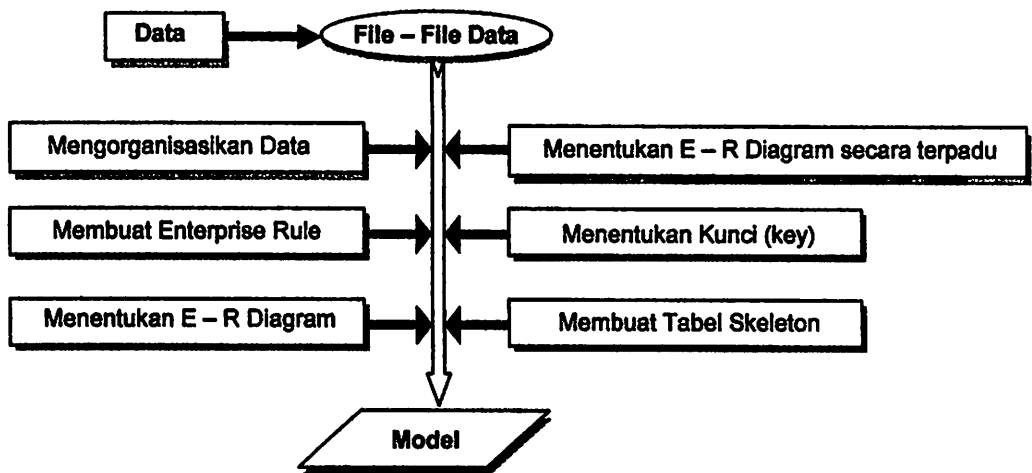 Data
File – File Data
Mengorganisasikan Data
Menentukan E – R Diagram secara terpadu
Membuat Enterprise Rule
Menentukan Kunci (key)
Menentukan E – R Diagram
Membuat Tabel Skeleton
Model